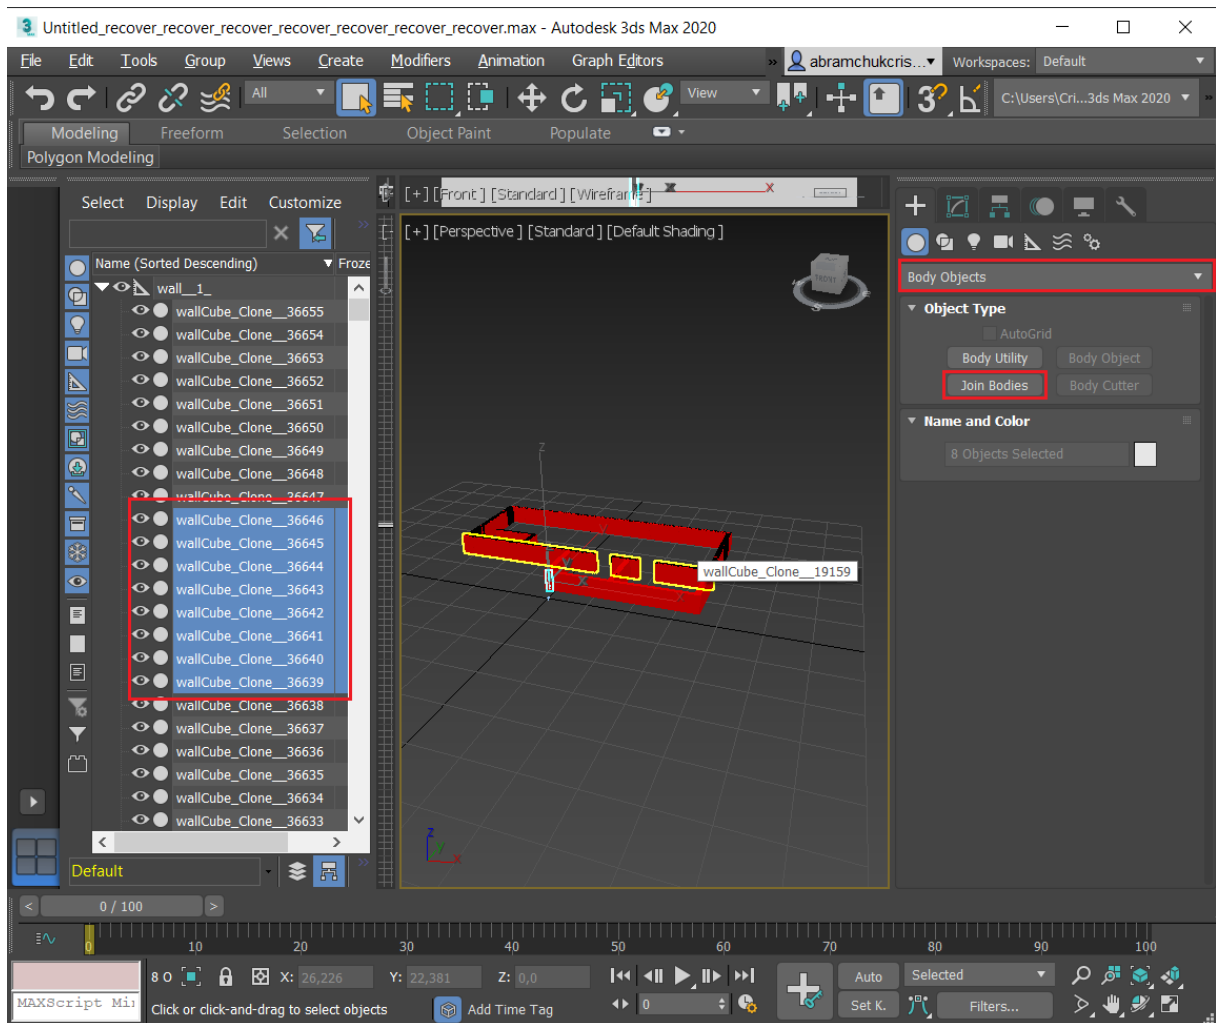 Untitled_recover_recover_recover_recover_recover_recover_recover.max - Autodesk 3ds Max 2020
File Edit Tools Group Views Create Modifiers Animation Graph Editors » abramchukcris... Workspaces: Default
All View C:\Users\Cri...3ds Max 2020 »
Modeling Freeform Selection Object Paint Populate
Polygon Modeling
Select Display Edit Customize
Name (Sorted Descending) Froze
wall__1_
wallCube_Clone__36655
wallCube_Clone__36654
wallCube_Clone__36653
wallCube_Clone__36652
wallCube_Clone__36651
wallCube_Clone__36650
wallCube_Clone__36649
wallCube_Clone__36648
wallCube_Clone__36647
wallCube_Clone__36646
wallCube_Clone__36645
wallCube_Clone__36644
wallCube_Clone__36643
wallCube_Clone__36642
wallCube_Clone__36641
wallCube_Clone__36640
wallCube_Clone__36639
wallCube_Clone__36638
wallCube_Clone__36637
wallCube_Clone__36636
wallCube_Clone__36635
wallCube_Clone__36634
wallCube_Clone__36633
Default
[+] [Front ] [Standard ] [Wireframe]
x
[+] [Perspective ] [Standard ] [Default Shading ]
FRONT
S
z
wallCube_Clone__19159
x
z
y
x
Body Objects
Object Type
AutoGrid
Body Utility Body Object
Join Bodies Body Cutter
Name and Color
8 Objects Selected
< 0 / 100 >
0 10 20 30 40 50 60 70 80 90 100
8 O X: 26,226 Y: 22,381 Z: 0,0 Auto Selected
MAXScript Mi: Click or click-and-drag to select objects Add Time Tag 0 Set K. Filters...